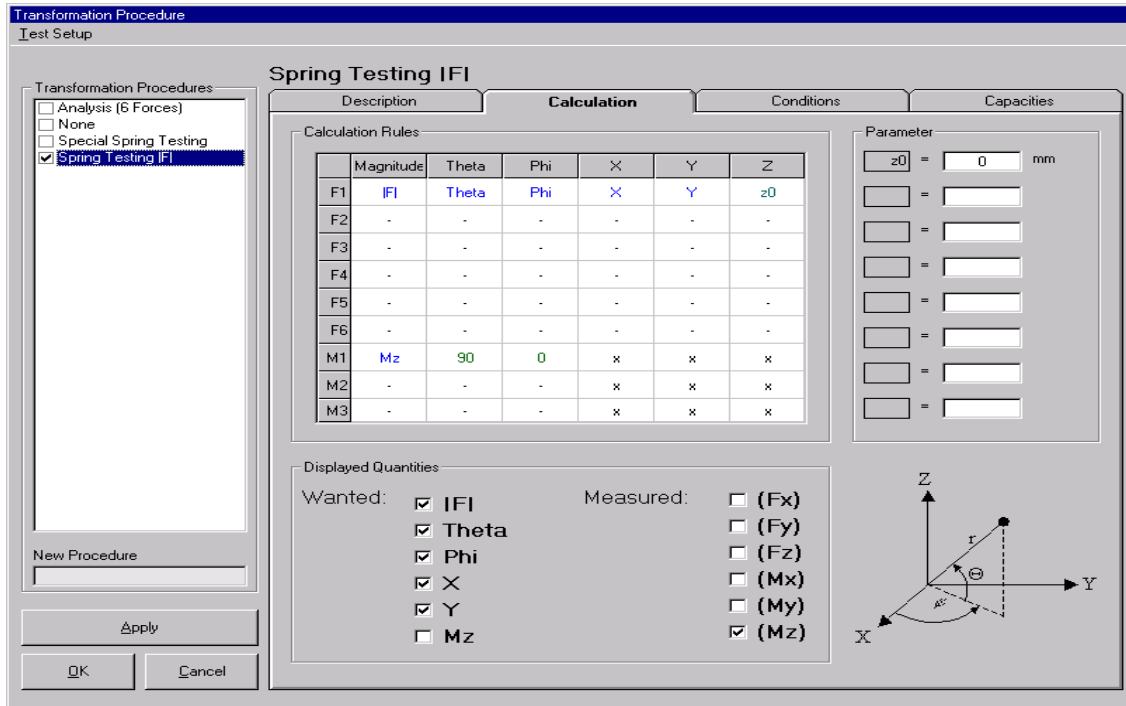 Transformation Procedure
Test Setup
Transformation Procedures
Analysis (6 Forces)
None
Special Spring Testing
Spring Testing |F|
New Procedure
Apply
OK
Cancel
Spring Testing |F|
Description
Calculation
Conditions
Capacities
Calculation Rules
Magnitude Theta Phi X Y Z
F1 |F| Theta Phi X Y z0
F2 - - - - - -
F3 - - - - - -
F4 - - - - - -
F5 - - - - - -
F6 - - - - - -
M1 Mz 90 0 x x x
M2 - - - x x x
M3 - - - x x x
Parameter
z0 = 0 mm
=
=
=
=
=
=
=
Displayed Quantities
Wanted:
|F|
Theta
Phi
X
Y
Mz
Measured:
(Fx)
(Fy)
(Fz)
(Mx)
(My)
(Mz)
Z
r
Θ
Y
X